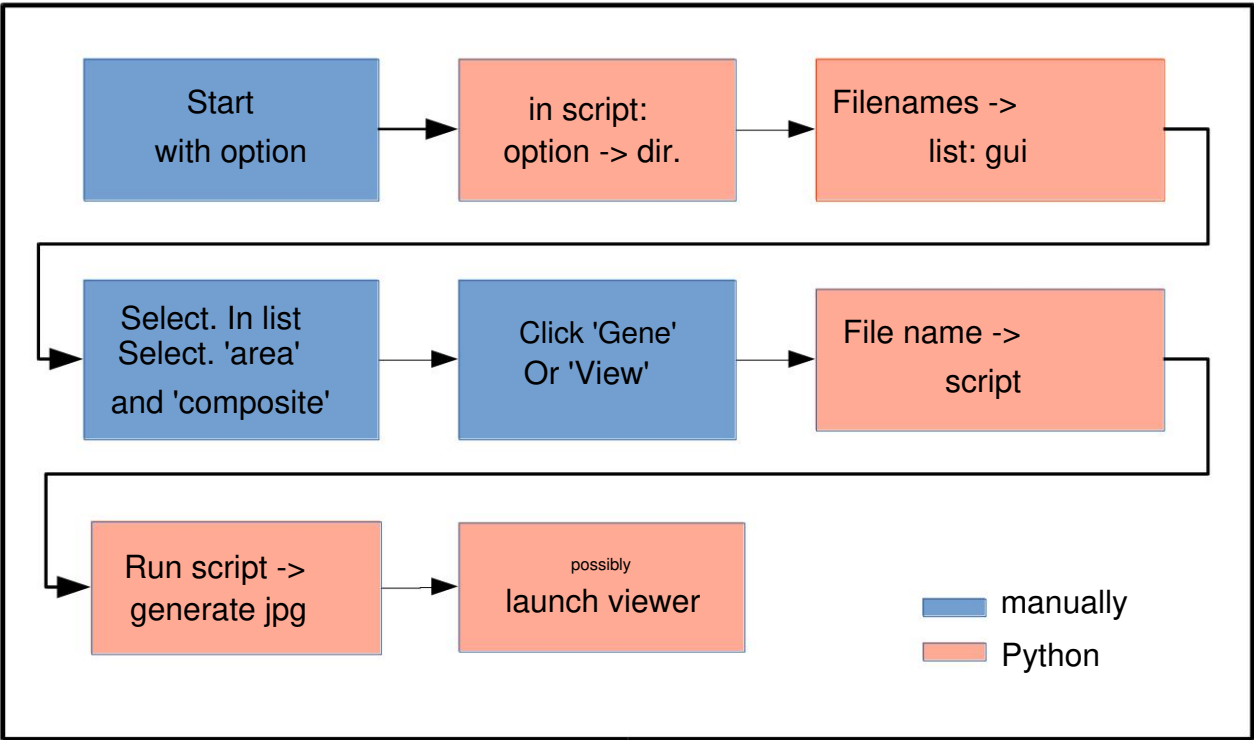 Start
with option
in script:
option -> dir.
Filenames ->
list: gui
Select. In list
Select. 'area'
and 'composite'
Click 'Gene'
Or 'View'
File name ->
script
Run script ->
generate jpg
possibly
launch viewer
manually
Python